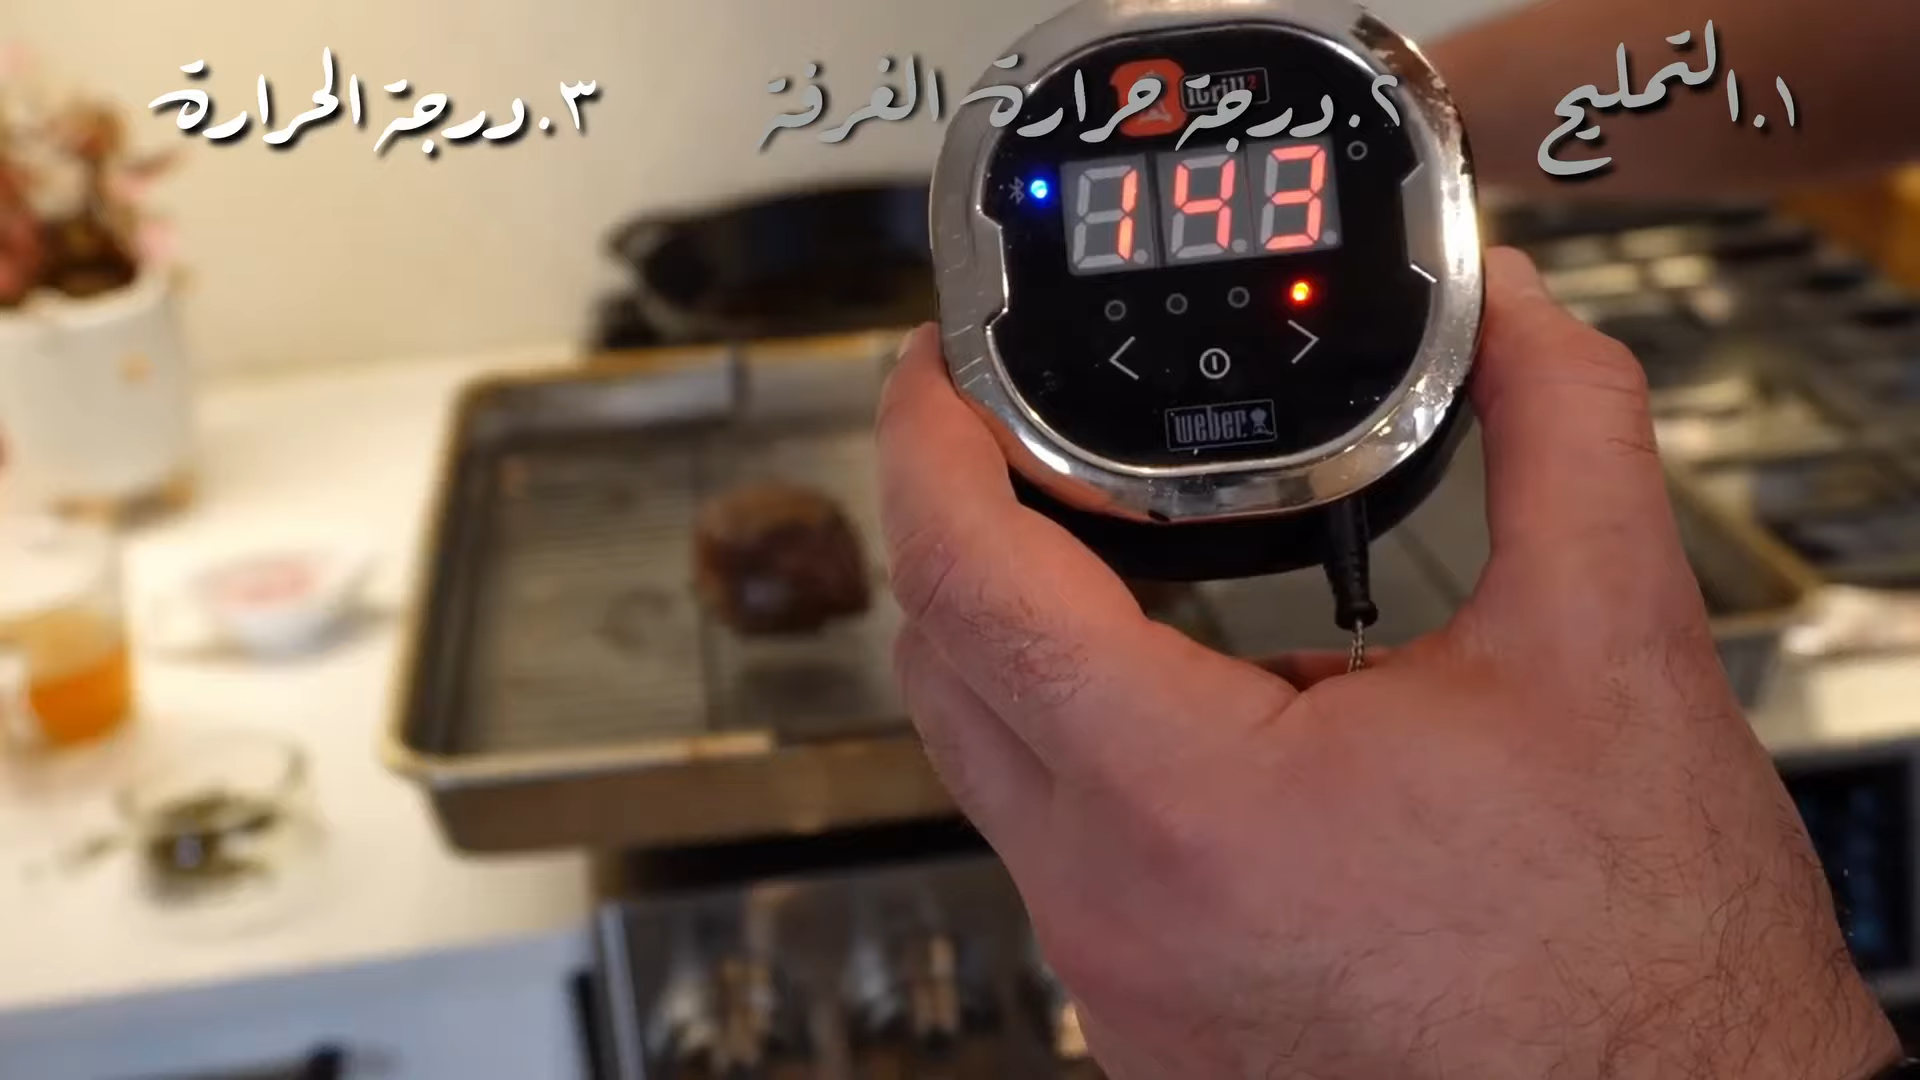 ١.التمليح
٢.درجة حرارة الغرفة
٣.درجة الحرارة
iGrill2
143
weber